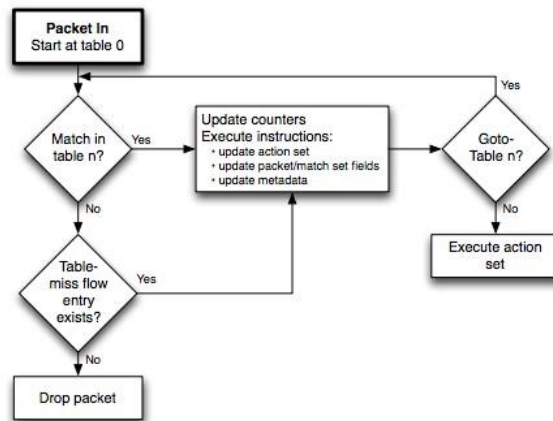 Packet In
Start at table 0
Yes
Match in
table n?
Yes
Update counters
Execute instructions:
• update action set
• update packet/match set fields
• update metadata
Goto-
Table n?
No
No
Execute action
set
Table-
miss flow
entry
exists?
Yes
No
Drop packet